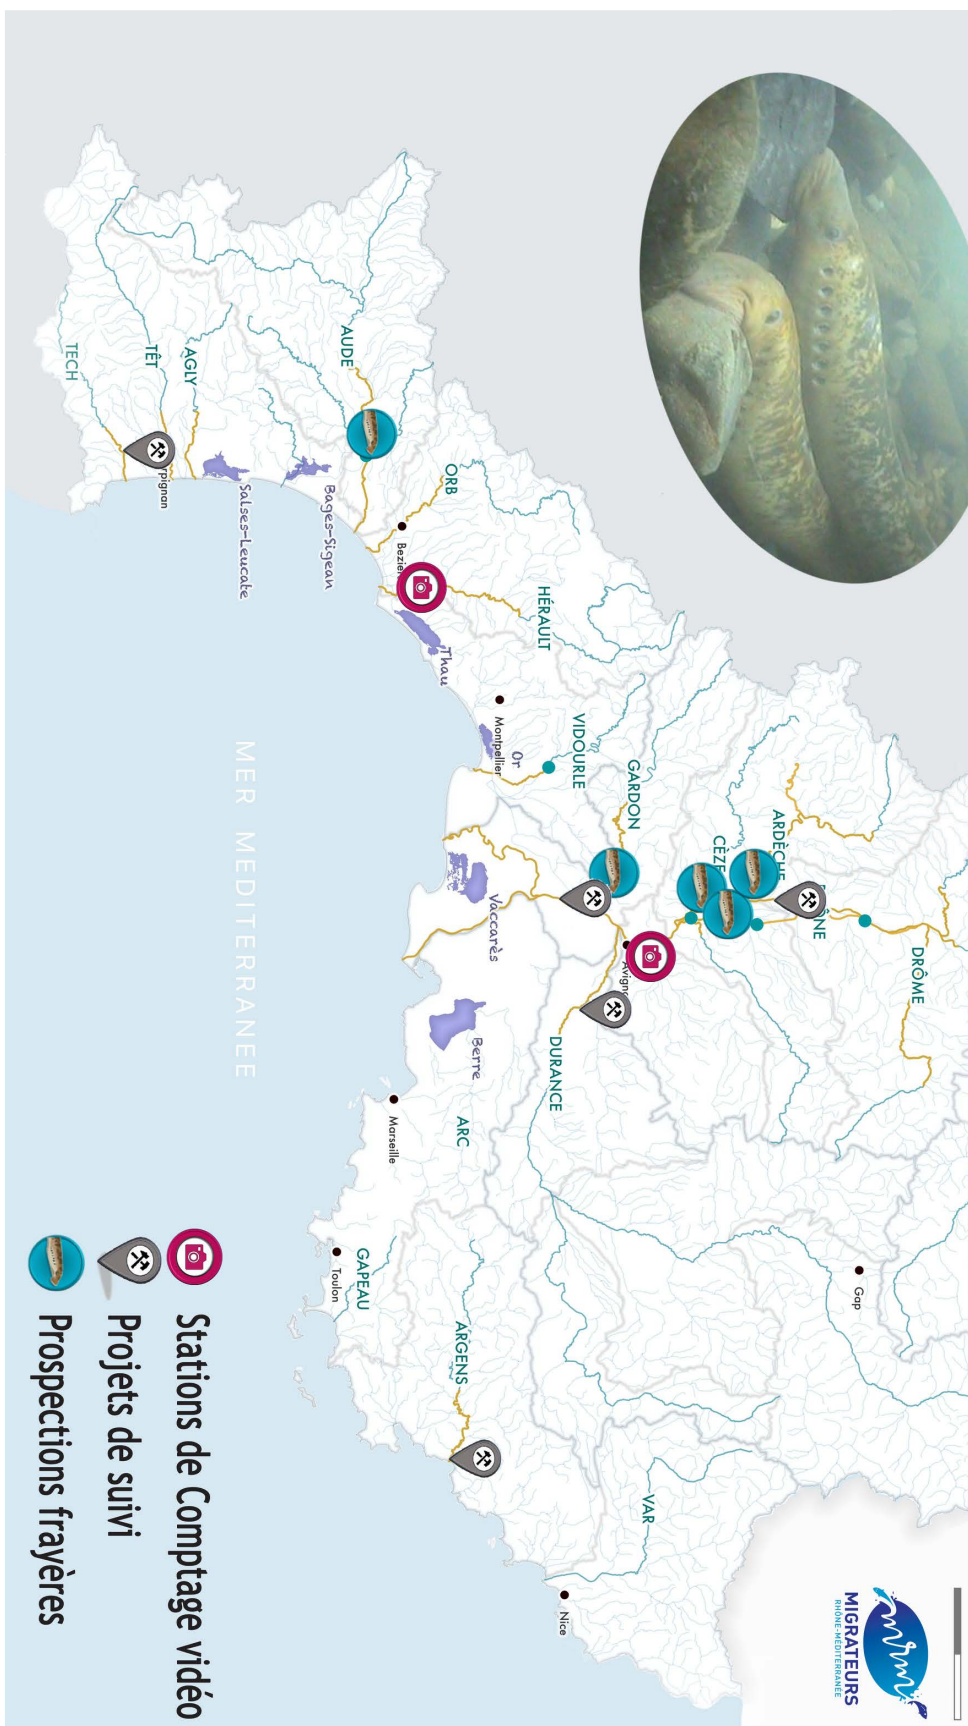 DRÔME
ARDÈCHE
CÈZE
GARDON
VIDOURLE
HÉRAULT
ORB
AUDE
AGLY
TÊT
TECH
DURANCE
ARC
GAPEAU
ARGENS
VAR
Gap
Montpellier
Marseille
Toulon
Nice
Or
Thau
Vaccarès
Berre
Bages-Sigean
Salses-Leucate
MER MEDITERRANEE
MIGRATEURS
RHÔNE-MÉDITERRANÉE
mrm
Stations de Comptage vidéo
Projets de suivi
Prospections frayères